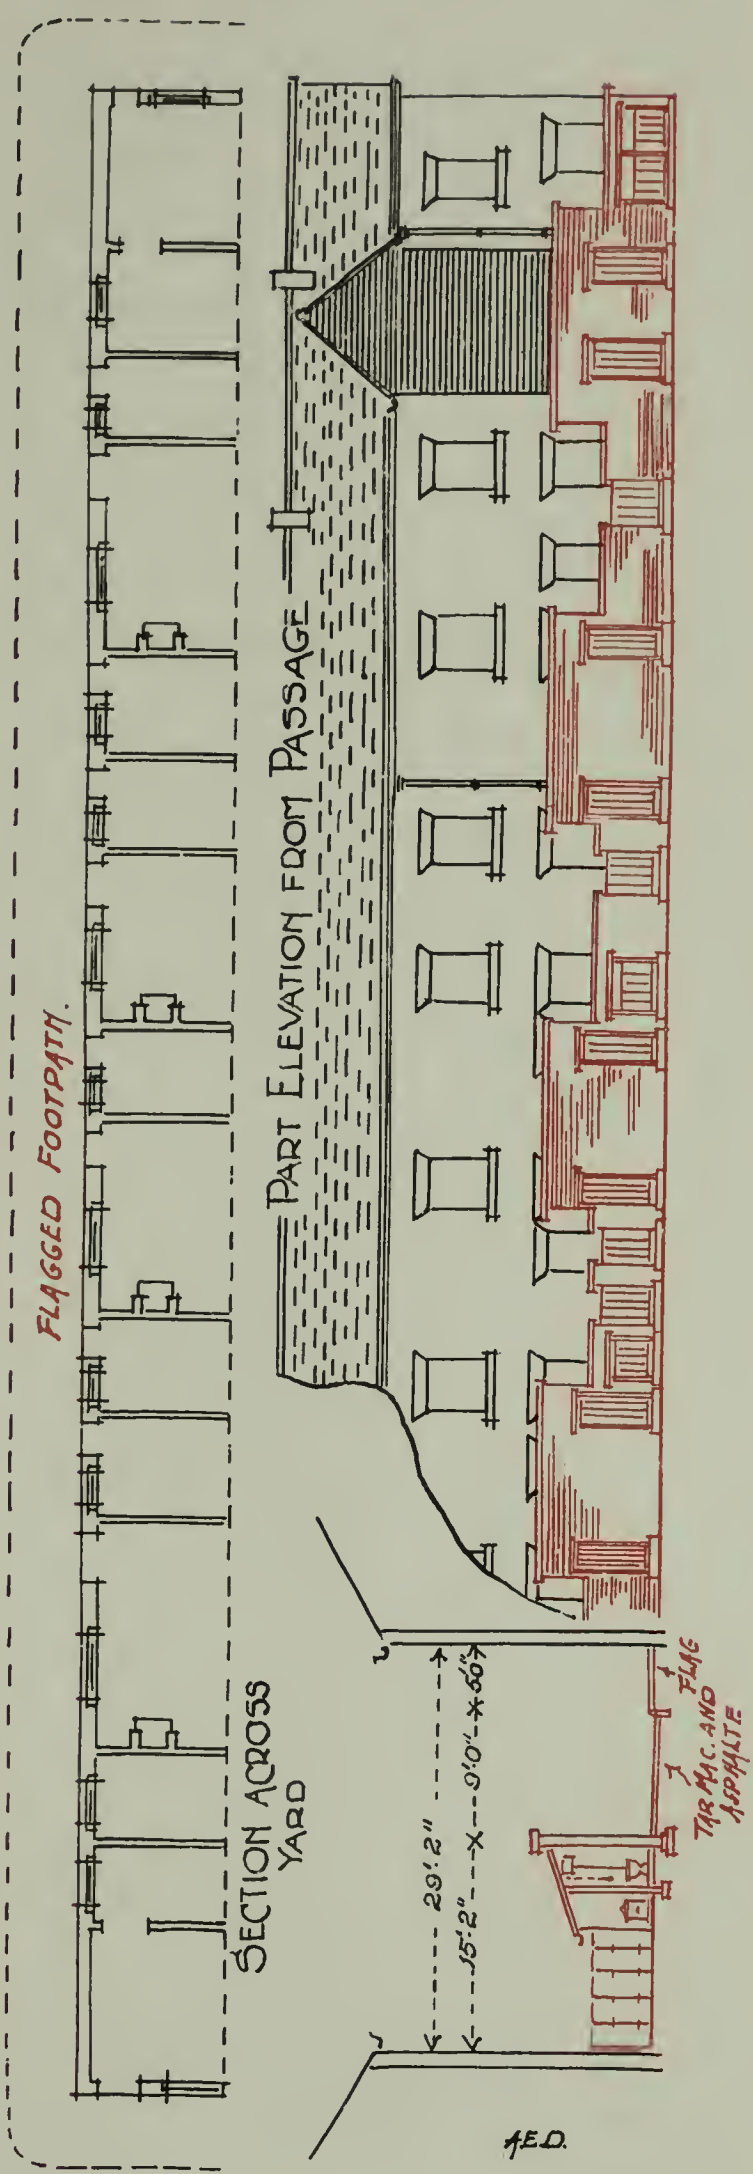 FLAGGED FOOTPATH.
PART ELEVATION FROM PASSAGE
SECTION ACROSS
YARD
29'.2"
15'.2"--X--9'.0"--X5'.0"
FLAG
TAR MAC. AND
ASPHALTE
A.E.D.